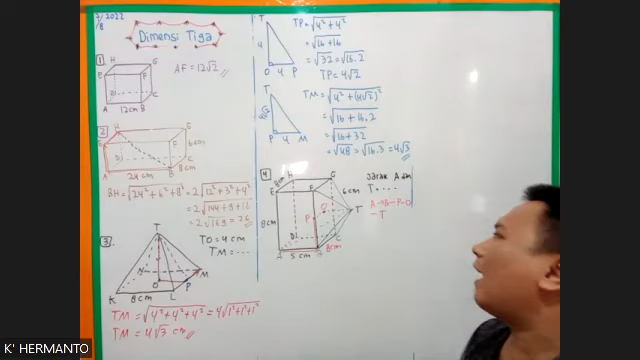 7/2022
8
Dimensi Tiga
1
H G
E F
D C
A 12cm B
AF = 12√2
2
H G
E F 6cm
D C
8cm
A 24 cm B
BH = √24² + 6² + 8² = 2√12² + 3² + 4²
= 2√144 + 9 + 16
= 2√169 = 26
3.
T
TO = 4 cm
TM = ...
N M
O P
K 8cm L
TM = √4² + 4² + 4² = 4√1² + 1² + 1²
TM = 4√3 cm
T
4
O 4 P
TP = √4² + 4²
= √16 + 16
= √32 = √16.2
TP = 4√2
T
4√2
P 4 M
TM = √4² + (4√2)²
= √16 + 16.2
= √16 + 32
= √48 = √16.3 = 4√3
4
8cm H G
E F 6cm
T
P O
8cm
D C
8cm
A 5 cm B
Jarak A dm
T ....
A→B→P→O
→T
K' HERMANTO